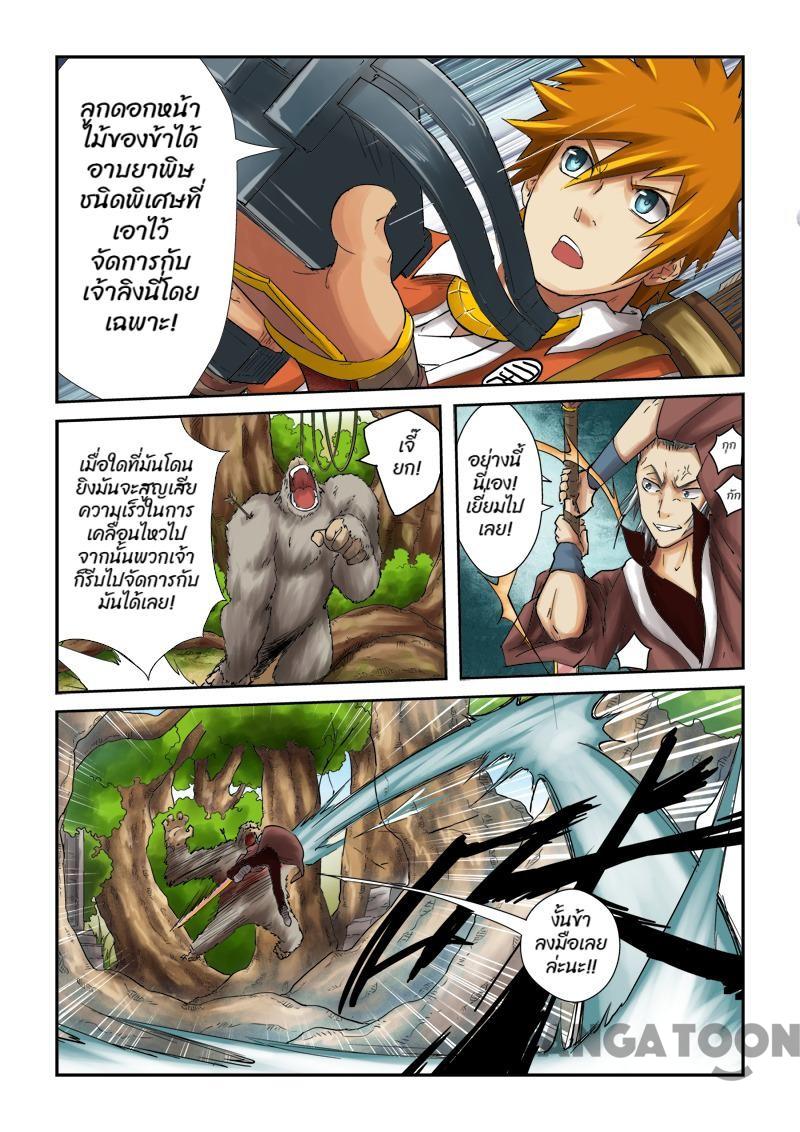 ลูกดอกหน้า
ไม้ของข้าได้
อาบยาพิษ
ชนิดพิเศษที่
เอาไว้
จัดการกับ
เจ้าลิงนี่โดย
เฉพาะ!
เมื่อใดที่มันโดน
ยิงมันจะสูญเสีย
ความเร็วในการ
เคลื่อนไหวไป
จากนั้นพวกเจ้า
ก็รีบไปจัดการกับ
มันได้เลย!
เจี๊
ยก!
อย่างนี้
นี่เอง!
เยี่ยมไป
เลย!
กุก
กัก
งั้นข้า
ลงมือเลย
ล่ะนะ!!
ANGATOON